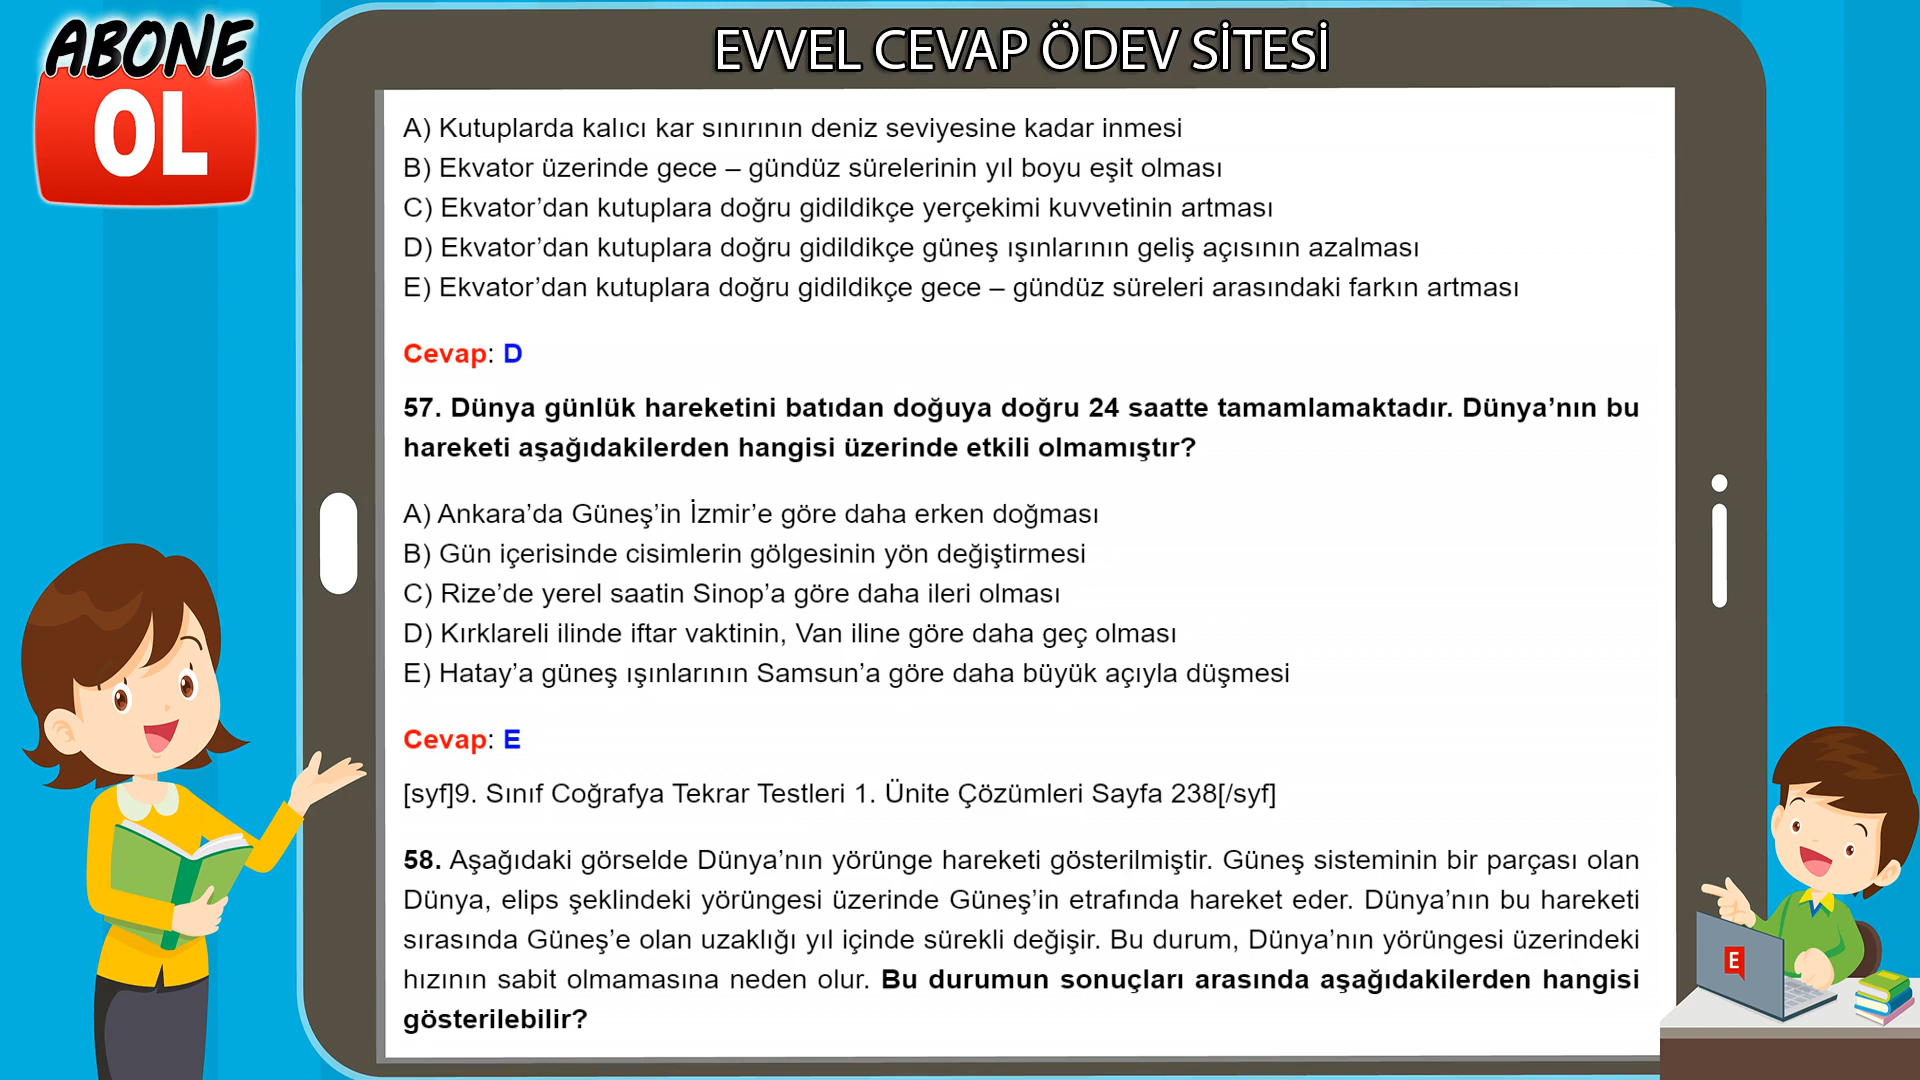 ABONE
OL
EVVEL CEVAP ÖDEV SİTESİ
A) Kutuplarda kalıcı kar sınırının deniz seviyesine kadar inmesi
B) Ekvator üzerinde gece – gündüz sürelerinin yıl boyu eşit olması
C) Ekvator’dan kutuplara doğru gidildikçe yerçekimi kuvvetinin artması
D) Ekvator’dan kutuplara doğru gidildikçe güneş ışınlarının geliş açısının azalması
E) Ekvator’dan kutuplara doğru gidildikçe gece – gündüz süreleri arasındaki farkın artması
Cevap: D
57. Dünya günlük hareketini batıdan doğuya doğru 24 saatte tamamlamaktadır. Dünya’nın bu
hareketi aşağıdakilerden hangisi üzerinde etkili olmamıştır?
A) Ankara’da Güneş’in İzmir’e göre daha erken doğması
B) Gün içerisinde cisimlerin gölgesinin yön değiştirmesi
C) Rize’de yerel saatin Sinop’a göre daha ileri olması
D) Kırklareli ilinde iftar vaktinin, Van iline göre daha geç olması
E) Hatay’a güneş ışınlarının Samsun’a göre daha büyük açıyla düşmesi
Cevap: E
[syf]9. Sınıf Coğrafya Tekrar Testleri 1. Ünite Çözümleri Sayfa 238[/syf]
58. Aşağıdaki görselde Dünya’nın yörünge hareketi gösterilmiştir. Güneş sisteminin bir parçası olan
Dünya, elips şeklindeki yörüngesi üzerinde Güneş’in etrafında hareket eder. Dünya’nın bu hareketi
sırasında Güneş’e olan uzaklığı yıl içinde sürekli değişir. Bu durum, Dünya’nın yörüngesi üzerindeki
hızının sabit olmamasına neden olur. Bu durumun sonuçları arasında aşağıdakilerden hangisi
gösterilebilir?
E